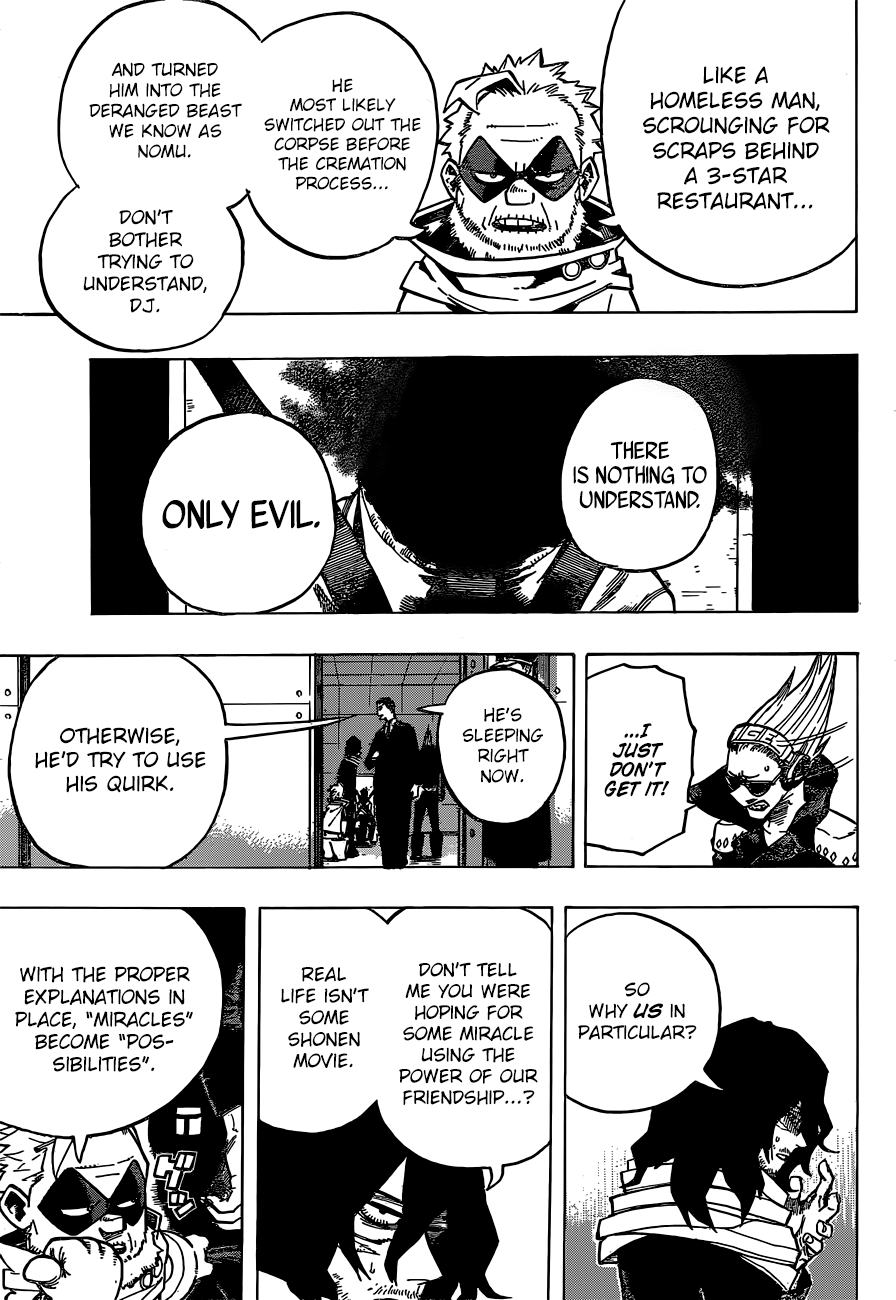 LIKE A
HOMELESS MAN,
SCROUNGING FOR
SCRAPS BEHIND
A 3-STAR
RESTAURANT...
HE
MOST LIKELY
SWITCHED OUT THE
CORPSE BEFORE
THE CREMATION
PROCESS...
AND TURNED
HIM INTO THE
DERANGED BEAST
WE KNOW AS
NOMU.
DON'T
BOTHER
TRYING TO
UNDERSTAND,
DJ.
THERE
IS NOTHING TO
UNDERSTAND.
ONLY EVIL.
...I
JUST
DON'T
GET IT!
HE'S
SLEEPING
RIGHT
NOW.
OTHERWISE,
HE'D TRY TO USE
HIS QUIRK.
SO
WHY US IN
PARTICULAR?
DON'T TELL
ME YOU WERE
HOPING FOR
SOME MIRACLE
USING THE
POWER OF OUR
FRIENDSHIP...?
REAL
LIFE ISN'T
SOME
SHONEN
MOVIE.
WITH THE PROPER
EXPLANATIONS IN
PLACE, "MIRACLES"
BECOME "POS-
SIBILITIES".